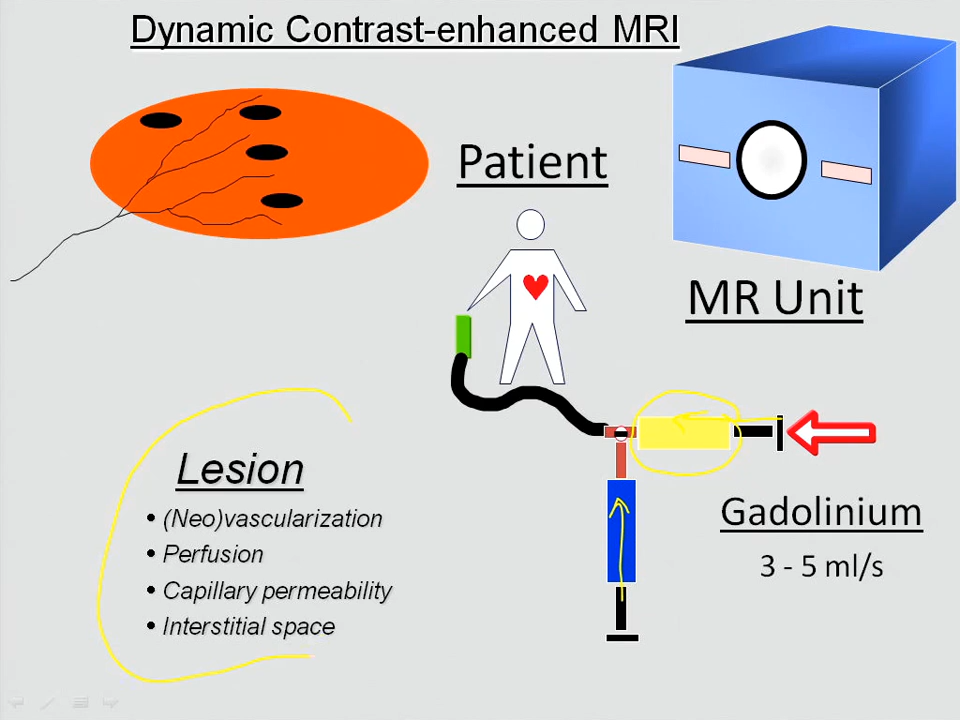 Dynamic Contrast-enhanced MRI
Patient
MR Unit
Lesion
• (Neo)vascularization
• Perfusion
• Capillary permeability
• Interstitial space
Gadolinium
3 - 5 ml/s